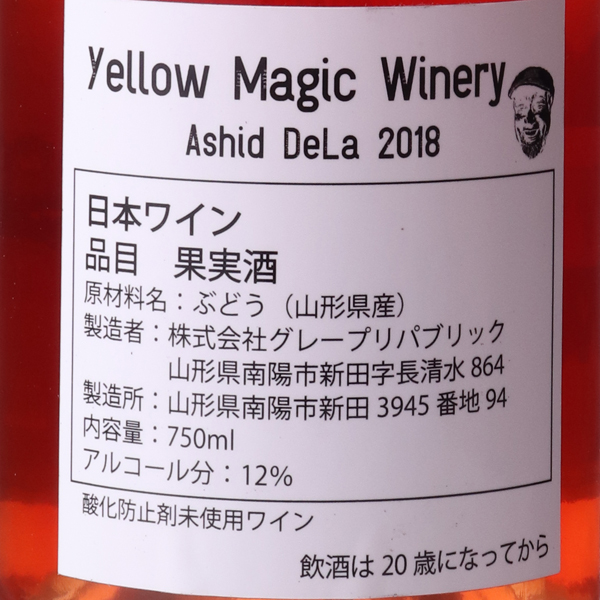 Yellow Magic Winery
Ashid DeLa 2018
日本ワイン
品目　果実酒
原材料名：ぶどう（山形県産）
製造者：株式会社グレープリパブリック
山形県南陽市新田字長清水 864
製造所：山形県南陽市新田 3945 番地 94
内容量：750ml
アルコール分：12%
酸化防止剤未使用ワイン
飲酒は 20 歳になってから